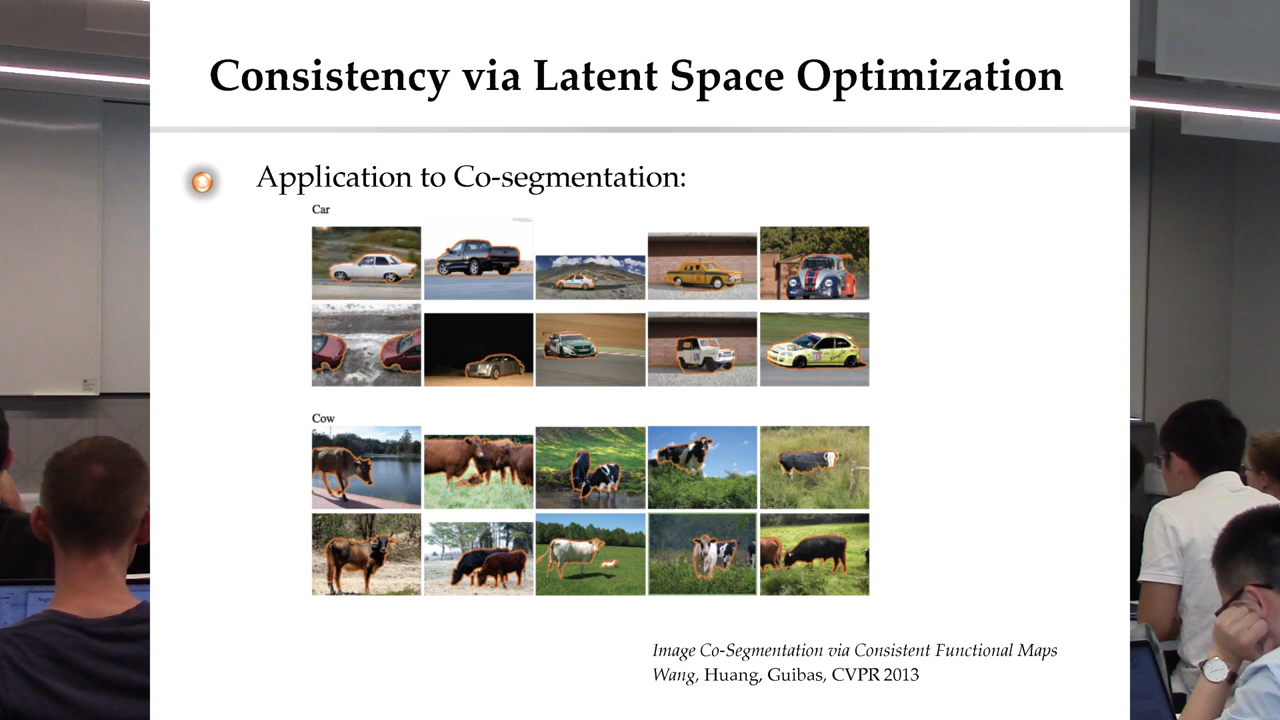 Consistency via Latent Space Optimization
Application to Co-segmentation:
Car
Cow
Image Co-Segmentation via Consistent Functional Maps
Wang, Huang, Guibas, CVPR 2013